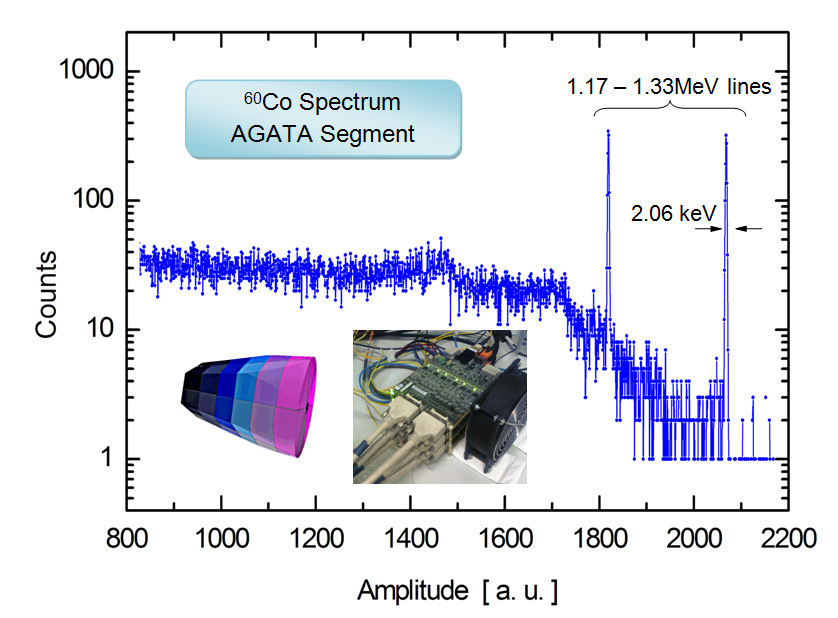 1000
100
10
1
Counts
⁶⁰Co Spectrum
AGATA Segment
1.17 – 1.33MeV lines
2.06 keV
800 1000 1200 1400 1600 1800 2000 2200
Amplitude [ a. u. ]